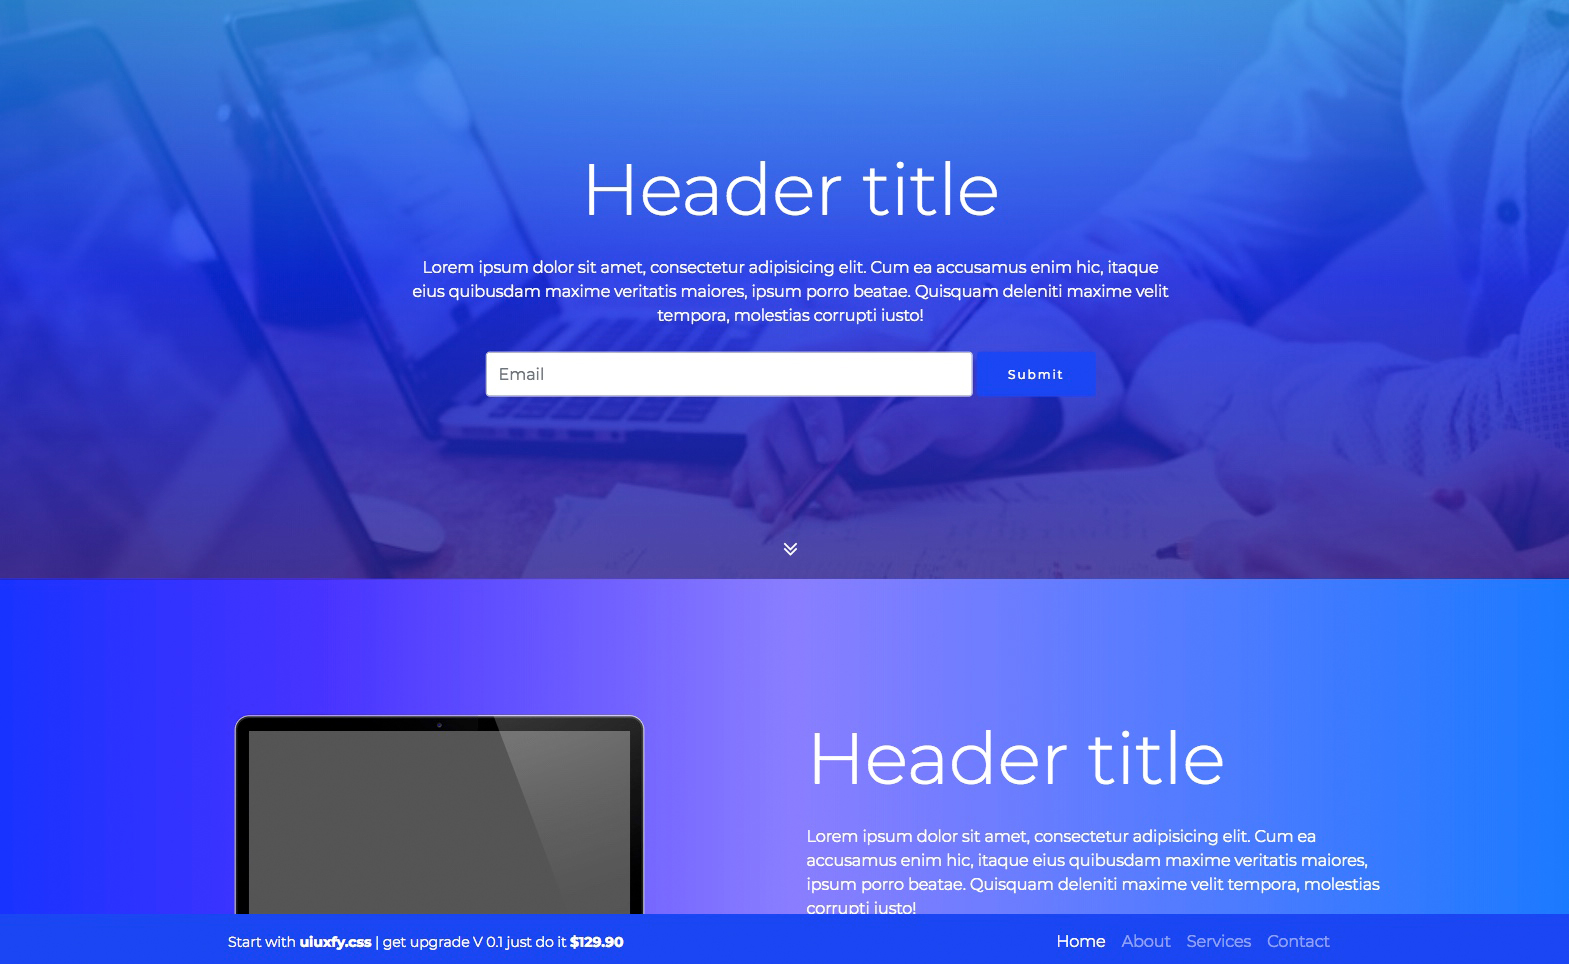 Header title
Lorem ipsum dolor sit amet, consectetur adipisicing elit. Cum ea accusamus enim hic, itaque
eius quibusdam maxime veritatis maiores, ipsum porro beatae. Quisquam deleniti maxime velit
tempora, molestias corrupti iusto!
Email
Submit
Header title
Lorem ipsum dolor sit amet, consectetur adipisicing elit. Cum ea
accusamus enim hic, itaque eius quibusdam maxime veritatis maiores,
ipsum porro beatae. Quisquam deleniti maxime velit tempora, molestias
corrupti iusto!
Start with uiuxfy.css | get upgrade V 0.1 just do it $129.90
Home About Services Contact